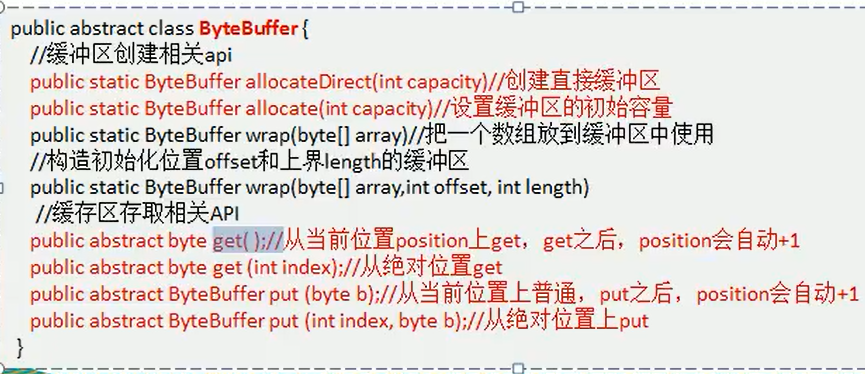 public abstract class ByteBuffer {
//缓冲区创建相关api
public static ByteBuffer allocateDirect(int capacity)//创建直接缓冲区
public static ByteBuffer allocate(int capacity)//设置缓冲区的初始容量
public static ByteBuffer wrap(byte[] array)//把一个数组放到缓冲区中使用
//构造初始化位置offset和上界length的缓冲区
public static ByteBuffer wrap(byte[] array,int offset, int length)
//缓存区存取相关API
public abstract byte get( );//从当前位置position上get，get之后，position会自动+1
public abstract byte get (int index);//从绝对位置get
public abstract ByteBuffer put (byte b);//从当前位置上普通，put之后，position会自动+1
public abstract ByteBuffer put (int index, byte b);//从绝对位置上put
}